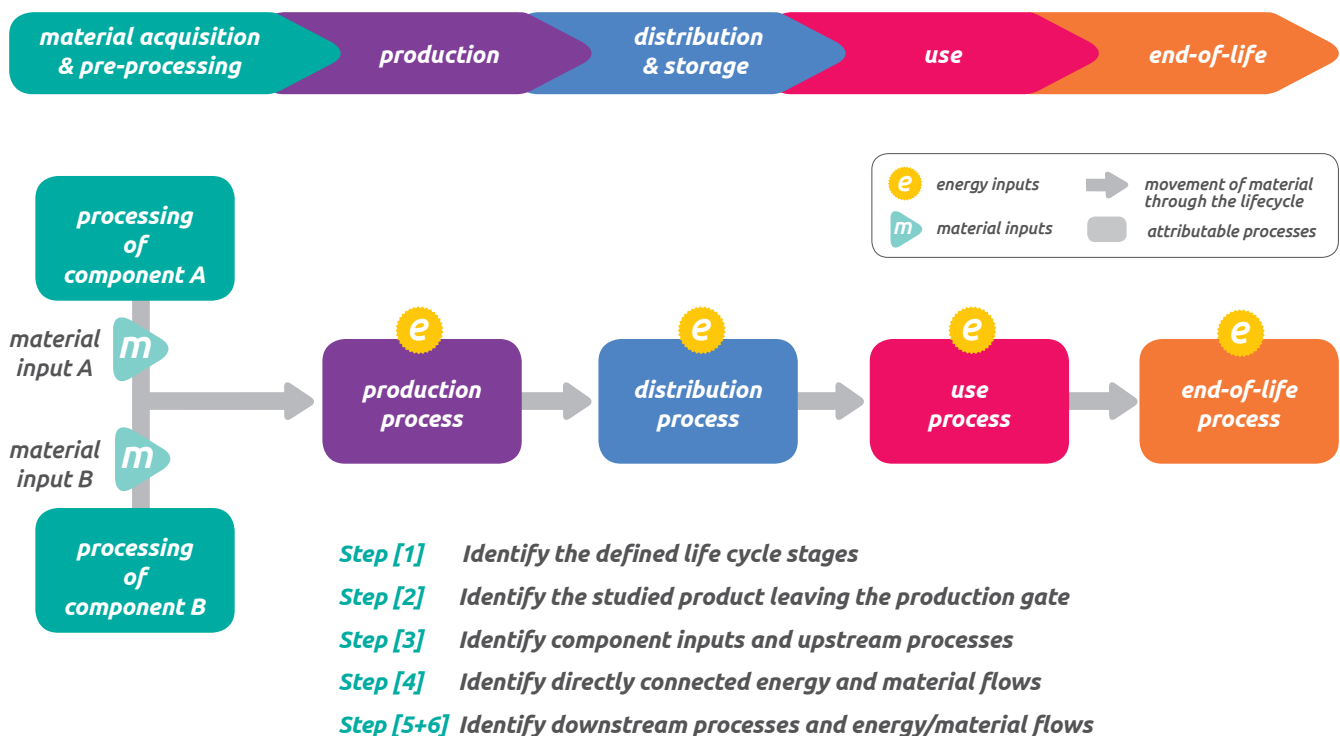 material acquisition
& pre-processing
production
distribution
& storage
use
end-of-life
e energy inputs
movement of material
through the lifecycle
m material inputs
attributable processes
processing
of
component A
material
input A
m
material
input B
m
processing
of
component B
e
production
process
e
distribution
process
e
use
process
e
end-of-life
process
Step [1] Identify the defined life cycle stages
Step [2] Identify the studied product leaving the production gate
Step [3] Identify component inputs and upstream processes
Step [4] Identify directly connected energy and material flows
Step [5+6] Identify downstream processes and energy/material flows